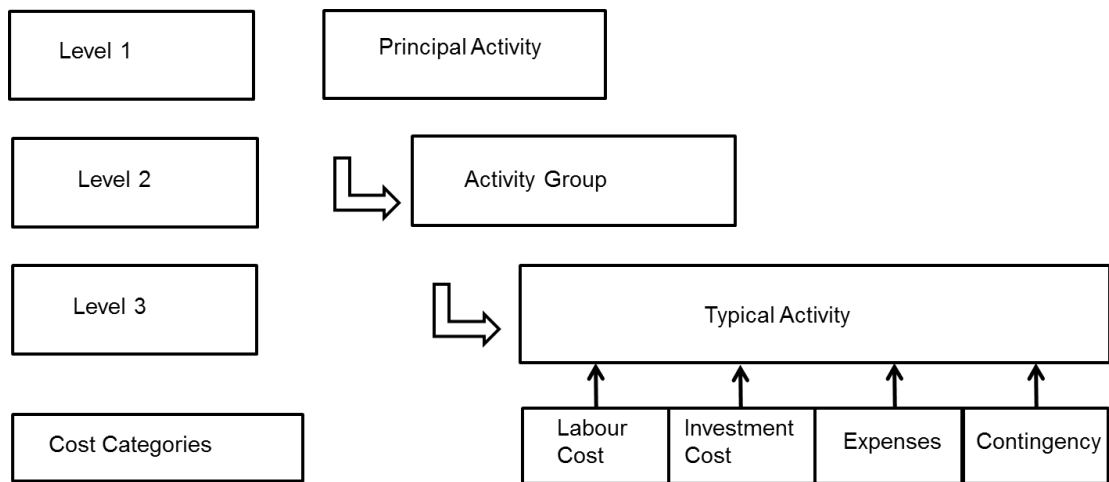 Level 1
Principal Activity
Level 2
Activity Group
Level 3
Typical Activity
Cost Categories
Labour
Cost
Investment
Cost
Expenses
Contingency